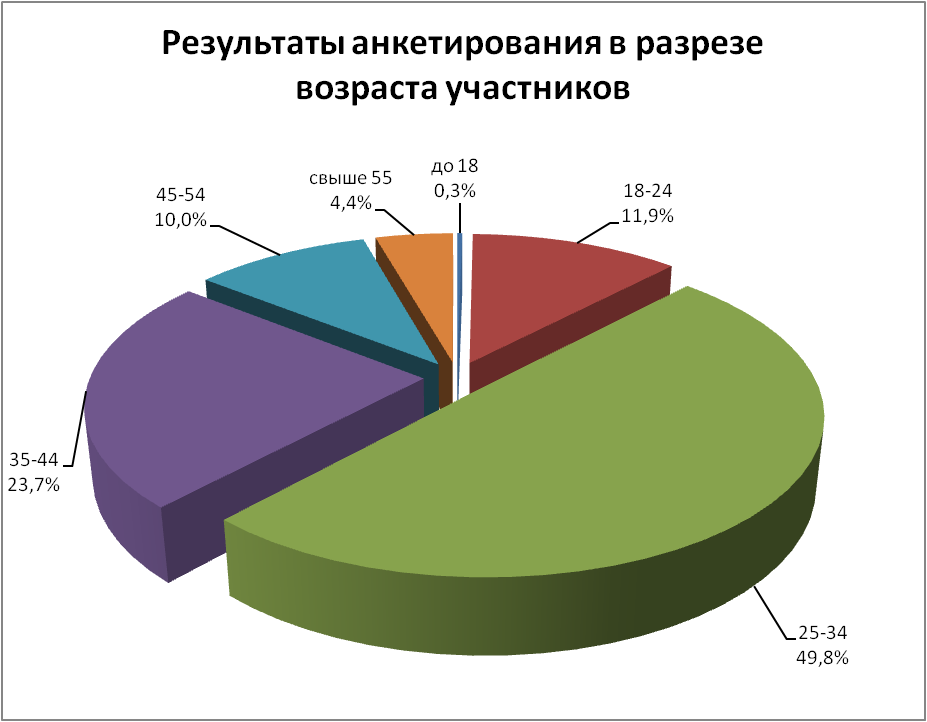 Результаты анкетирования в разрезе
возраста участников
до 18
0,3%
18-24
11,9%
25-34
49,8%
35-44
23,7%
45-54
10,0%
свыше 55
4,4%